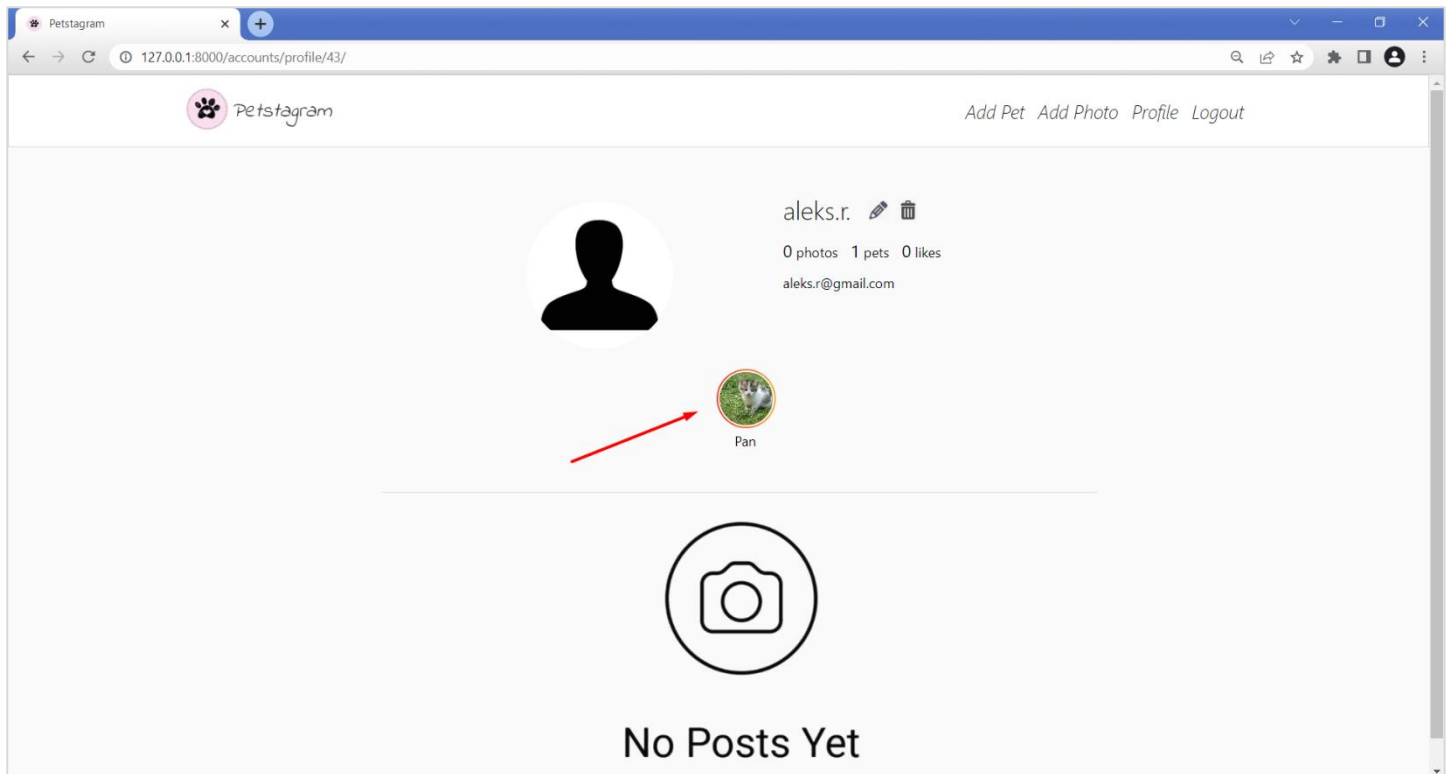 Petstagram
127.0.0.1:8000/accounts/profile/43/
Petstagram
Add Pet Add Photo Profile Logout
aleks.r.
0 photos 1 pets 0 likes
aleks.r@gmail.com
Pan
No Posts Yet